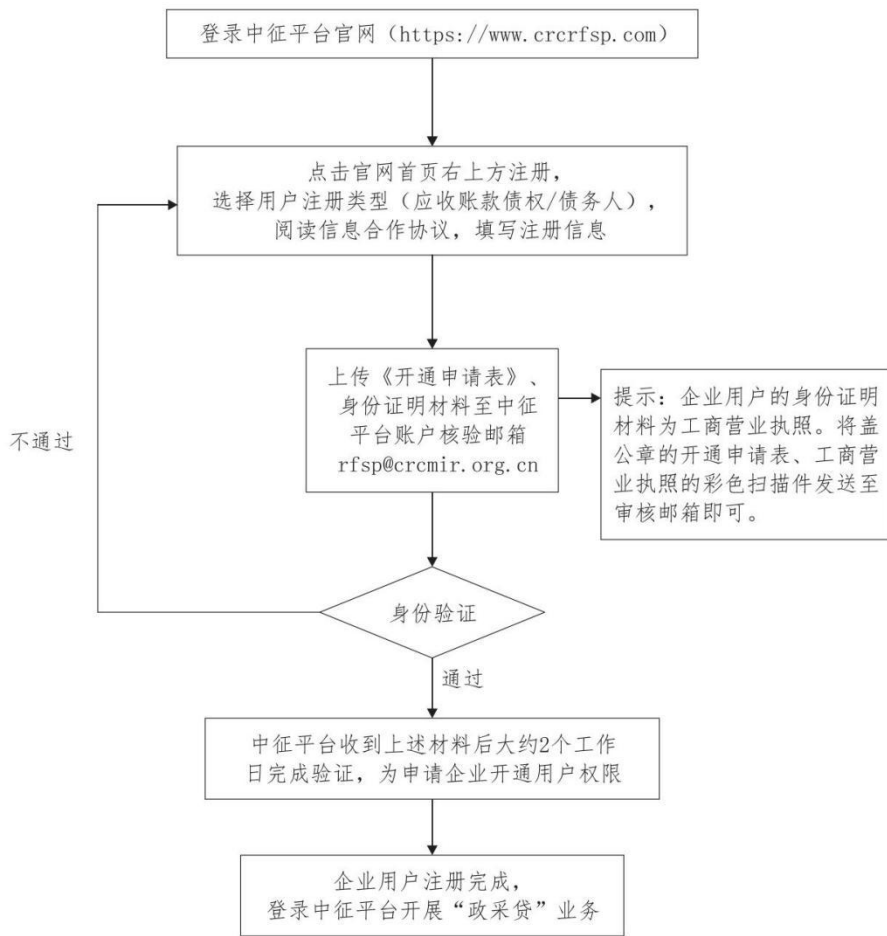 登录中征平台官网（https://www.crcrfsp.com）
点击官网首页右上方注册，
选择用户注册类型（应收账款债权/债务人），
阅读信息合作协议，填写注册信息
上传《开通申请表》、
身份证明材料至中征
平台账户核验邮箱
rfsp@crcmir.org.cn
提示：企业用户的身份证明
材料为工商营业执照。将盖
公章的开通申请表、工商营
业执照的彩色扫描件发送至
审核邮箱即可。
不通过
身份验证
通过
中征平台收到上述材料后大约2个工作
日完成验证，为申请企业开通用户权限
企业用户注册完成，
登录中征平台开展“政采贷”业务